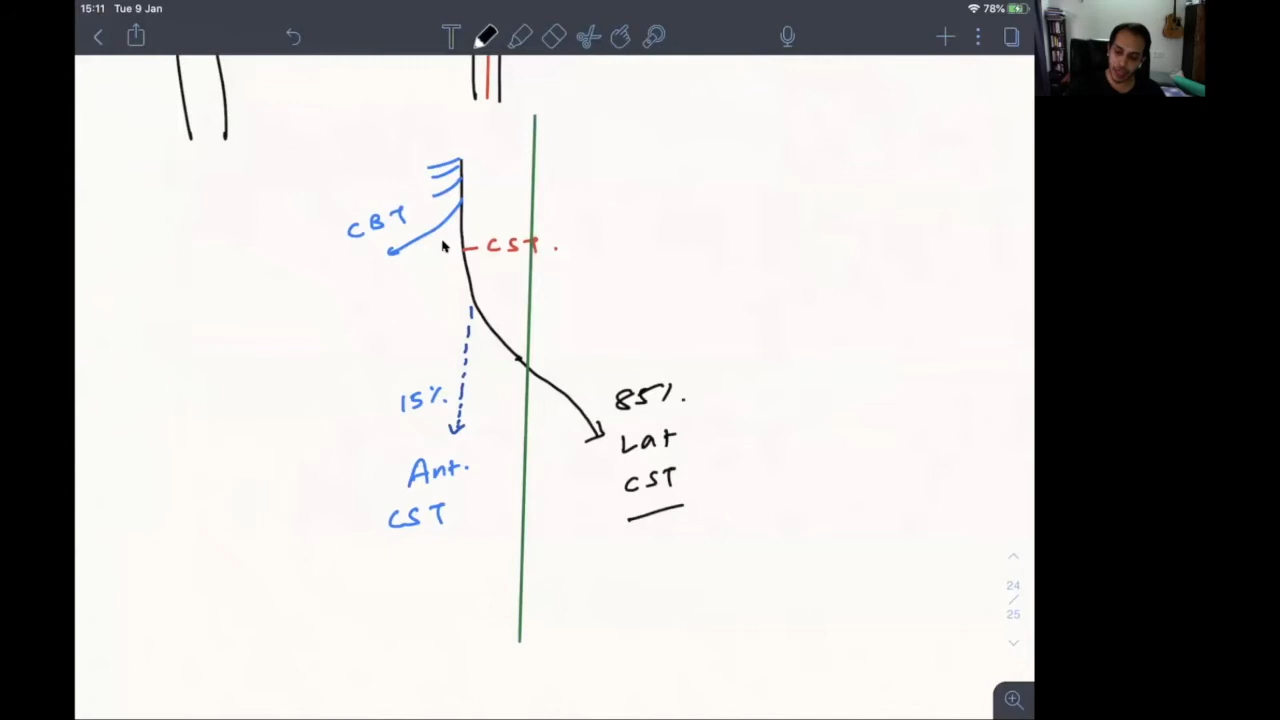 15:11 Tue 9 Jan
78%
T
CBT
CST.
15%.
85%.
Ant.
CST
Lat
CST
24
/
25